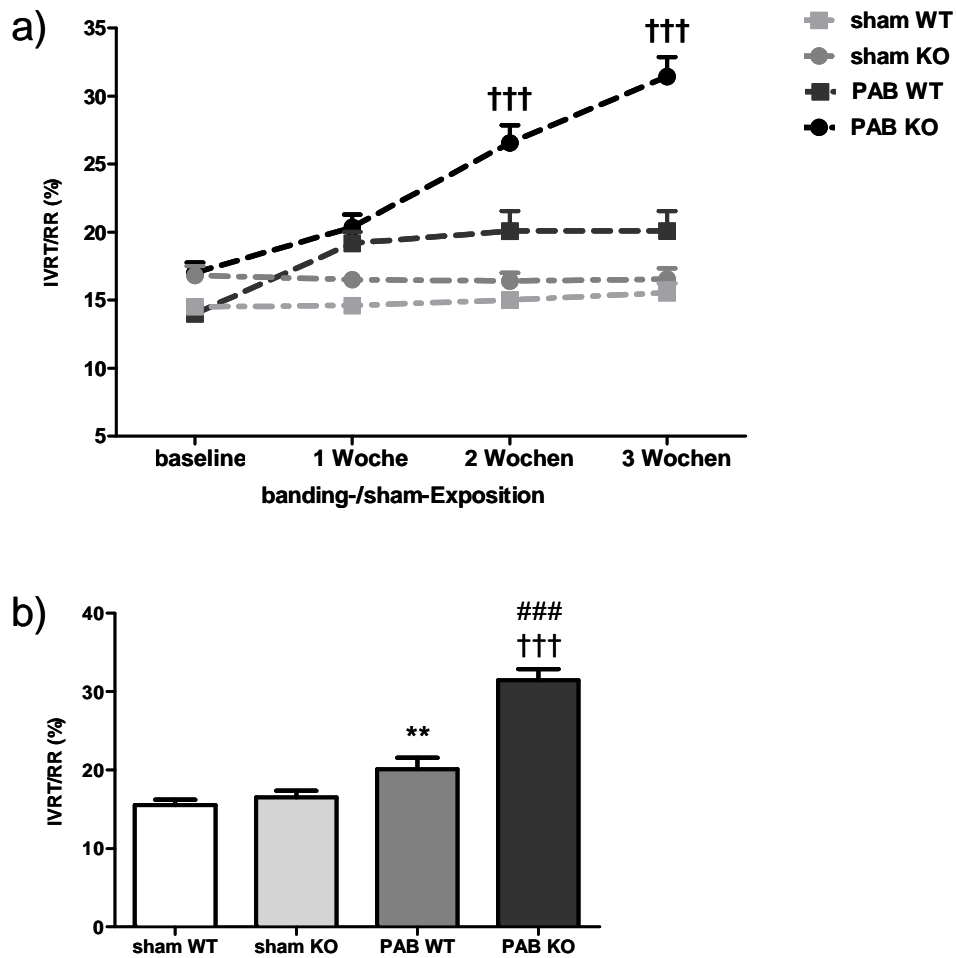 a)
35
30
25
20
15
10
5
IVRT/RR (%)
†††
†††
sham WT
sham KO
PAB WT
PAB KO
baseline
1 Woche
2 Wochen
3 Wochen
banding-/sham-Exposition
b)
40
30
20
10
0
IVRT/RR (%)
**
###
†††
sham WT
sham KO
PAB WT
PAB KO